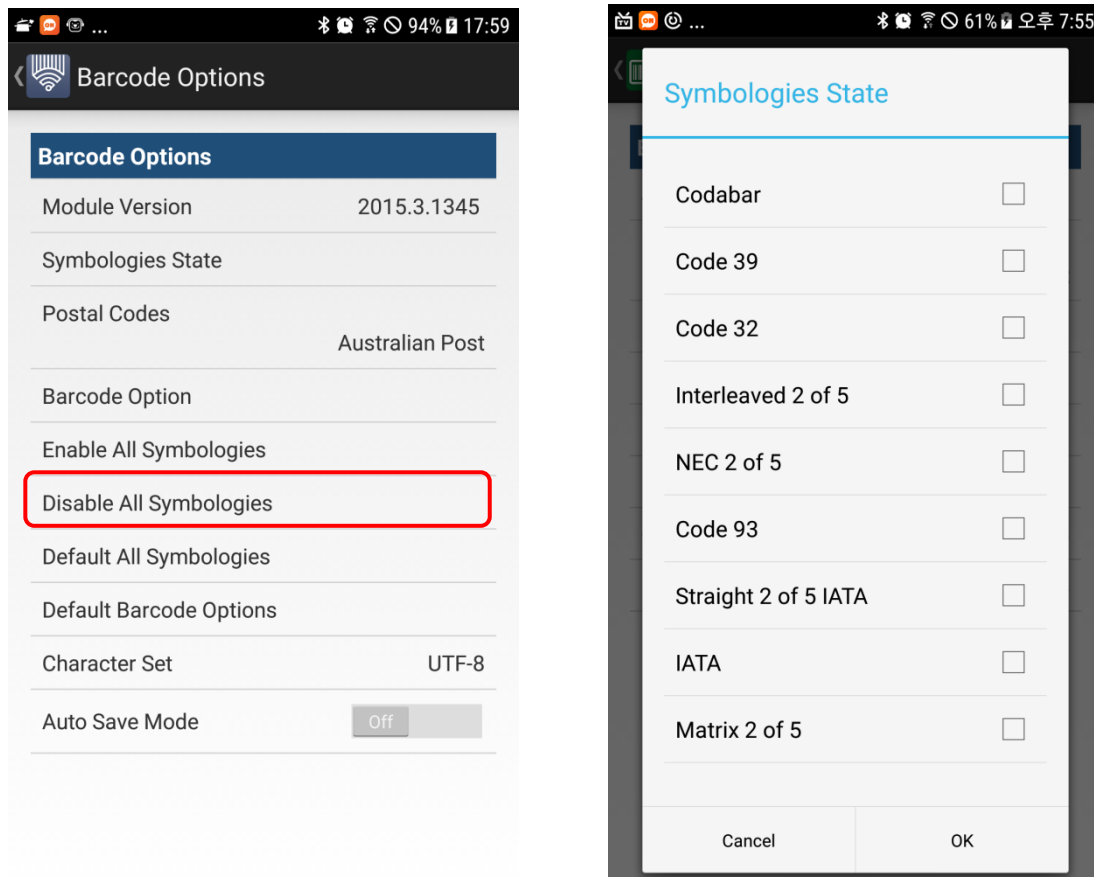 ... 94% 17:59
Barcode Options
Barcode Options
Module Version 2015.3.1345
Symbologies State
Postal Codes
Australian Post
Barcode Option
Enable All Symbologies
Disable All Symbologies
Default All Symbologies
Default Barcode Options
Character Set UTF-8
Auto Save Mode Off
... 61% 오후 7:55
Symbologies State
Codabar
Code 39
Code 32
Interleaved 2 of 5
NEC 2 of 5
Code 93
Straight 2 of 5 IATA
IATA
Matrix 2 of 5
Cancel OK